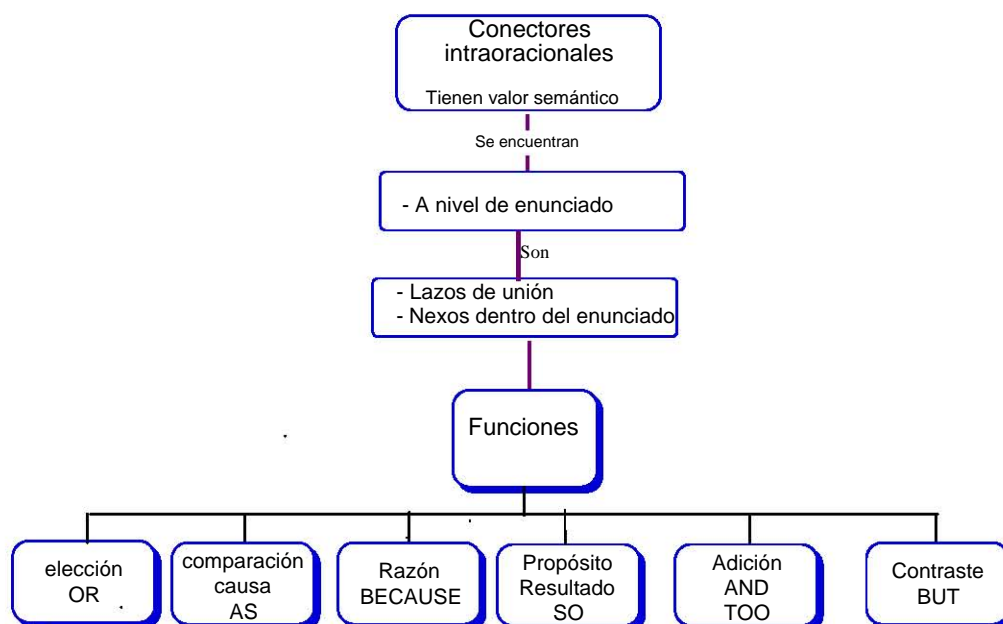 Conectores
intraoracionales
Tienen valor semántico
Se encuentran
- A nivel de enunciado
Son
- Lazos de unión
- Nexos dentro del enunciado
Funciones
elección
OR
comparación
causa
AS
Razón
BECAUSE
Propósito
Resultado
SO
Adición
AND
TOO
Contraste
BUT